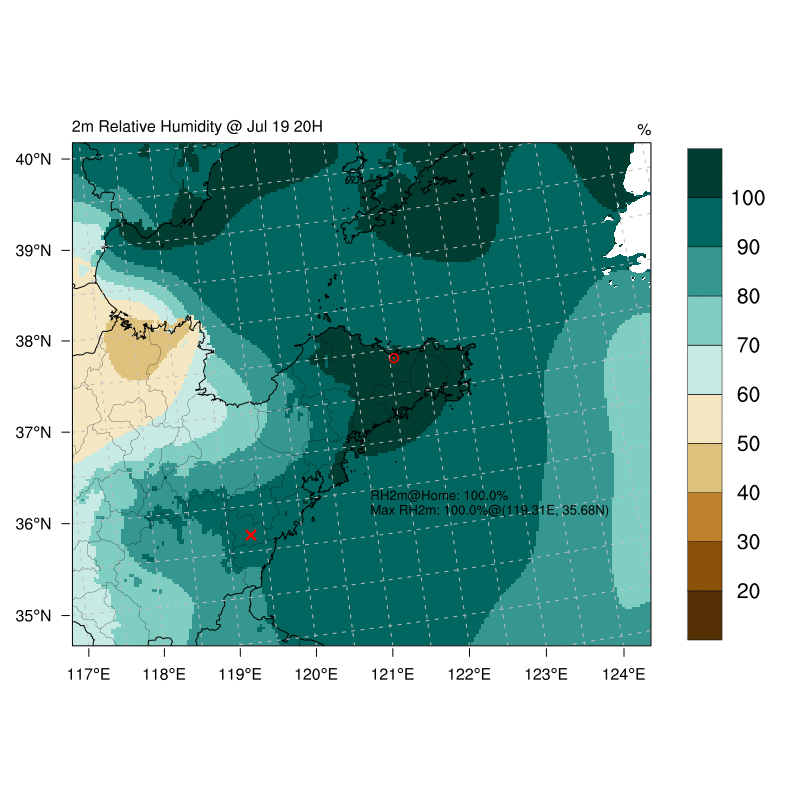 2m Relative Humidity @ Jul 19 20H
%
40°N
39°N
38°N
37°N
36°N
35°N
117°E
118°E
119°E
120°E
121°E
122°E
123°E
124°E
RH2m@Home: 100.0%
Max RH2m: 100.0%@(119.31E, 35.68N)
100
90
80
70
60
50
40
30
20